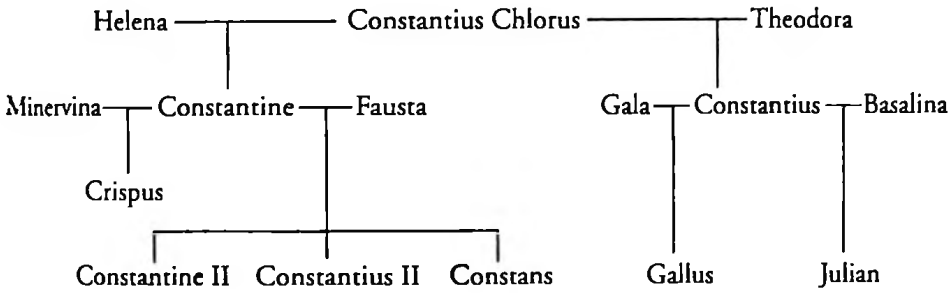 Helena Constantius Chlorus Theodora
Minervina Constantine Fausta Gala Constantius Basalina
Crispus
Constantine II Constantius II Constans Gallus Julian